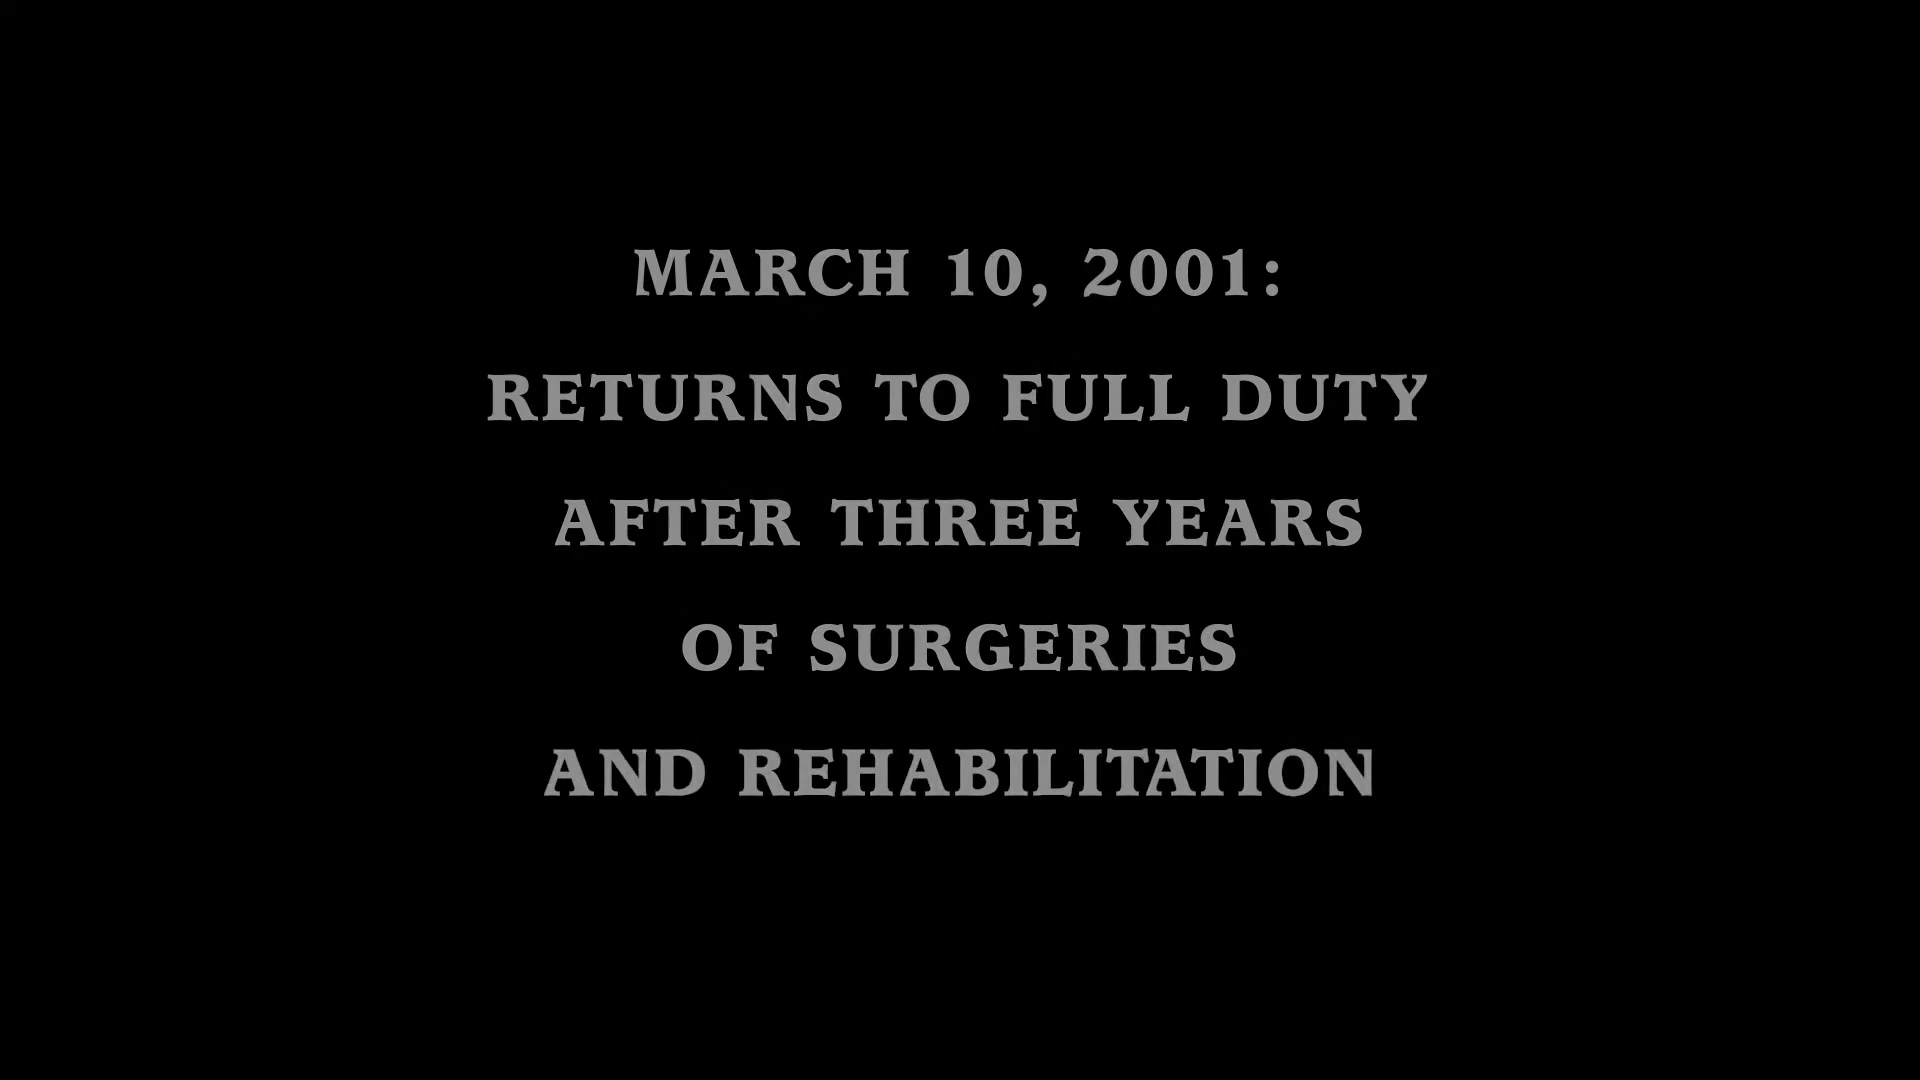 MARCH 10, 2001:
RETURNS TO FULL DUTY
AFTER THREE YEARS
OF SURGERIES
AND REHABILITATION